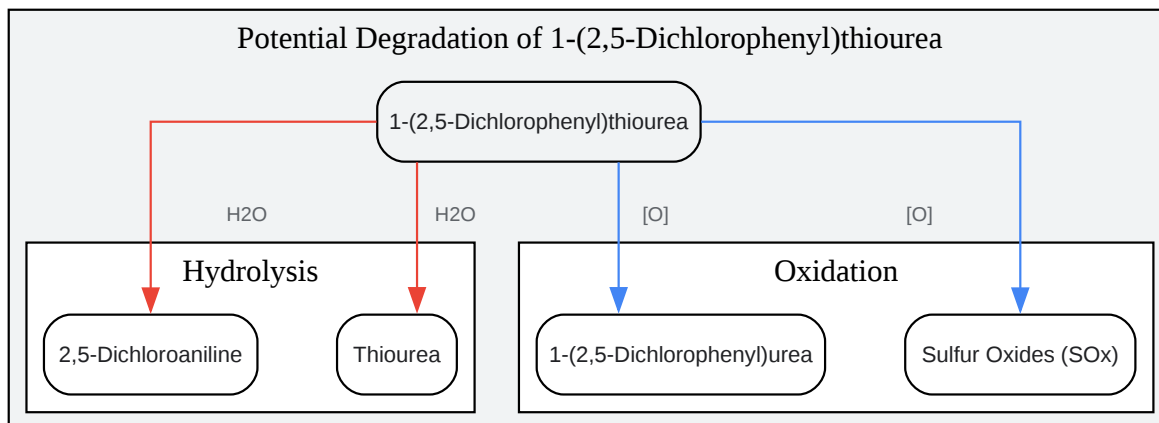 Potential Degradation of 1-(2,5-Dichlorophenyl)thiourea
1-(2,5-Dichlorophenyl)thiourea
H2O
H2O
[O]
[O]
Hydrolysis
Oxidation
2,5-Dichloroaniline
Thiourea
1-(2,5-Dichlorophenyl)urea
Sulfur Oxides (SOx)